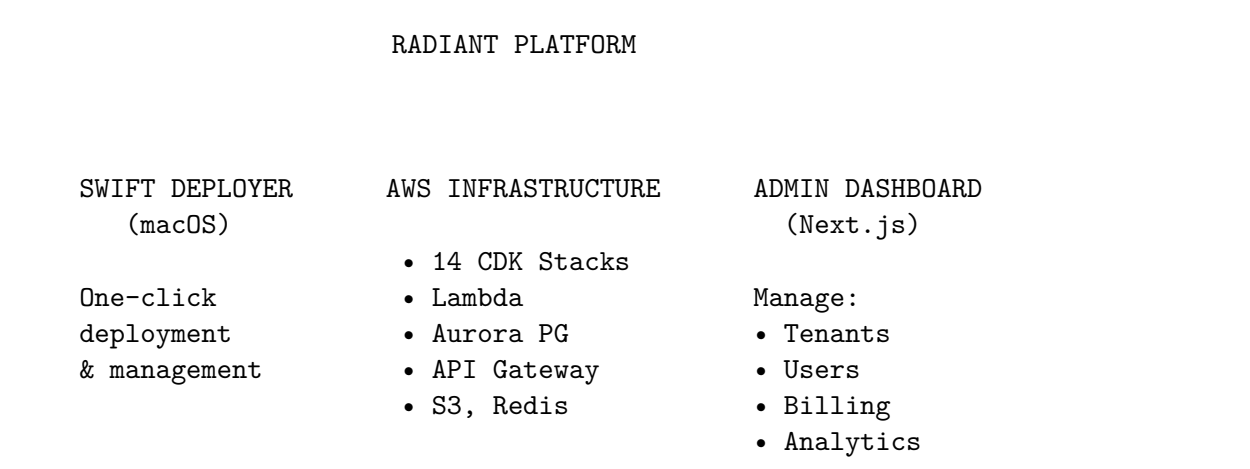 RADIANT PLATFORM
SWIFT DEPLOYER
(macOS)
One-click
deployment
& management
AWS INFRASTRUCTURE
• 14 CDK Stacks
• Lambda
• Aurora PG
• API Gateway
• S3, Redis
ADMIN DASHBOARD
(Next.js)
Manage:
• Tenants
• Users
• Billing
• Analytics